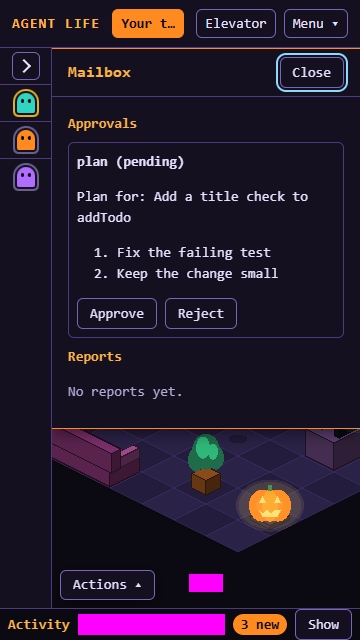 AGENT LIFE
Your t…
Elevator
Menu ▾
Mailbox
Close
Approvals
plan (pending)
Plan for: Add a title check to
addTodo
1. Fix the failing test
2. Keep the change small
Approve
Reject
Reports
No reports yet.
Actions ▴
Activity
3 new
Show